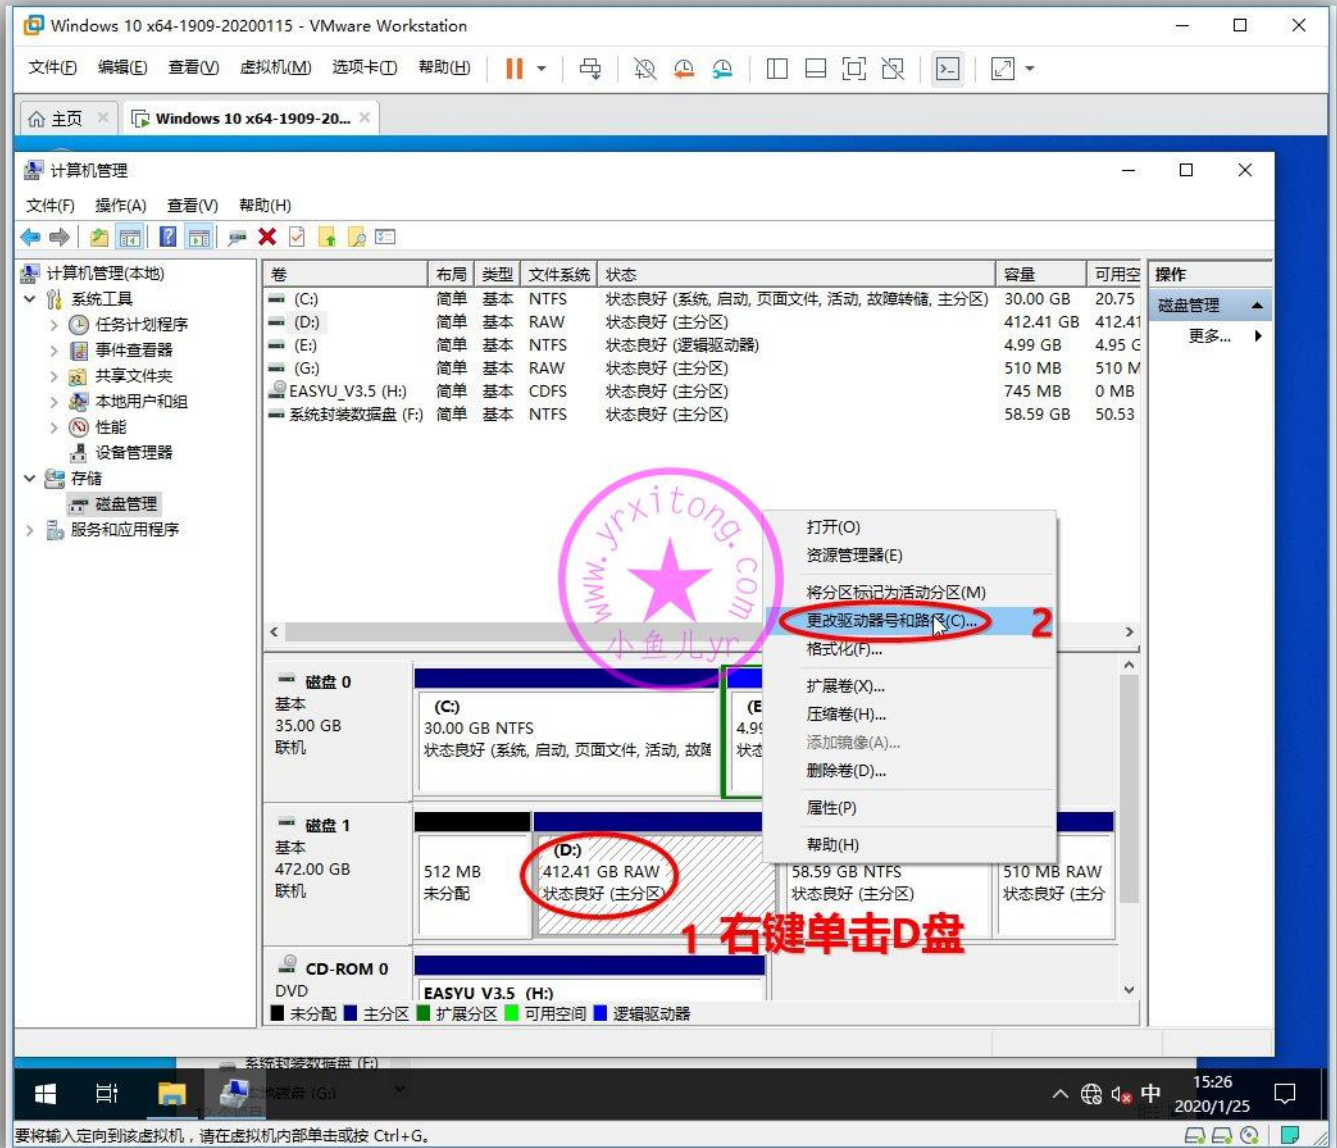 Windows 10 x64-1909-20200115 - VMware Workstation
文件(F) 编辑(E) 查看(V) 虚拟机(M) 选项卡(T) 帮助(H)
主页 Windows 10 x64-1909-20...
计算机管理
文件(F) 操作(A) 查看(V) 帮助(H)
计算机管理(本地)
系统工具
任务计划程序
事件查看器
共享文件夹
本地用户和组
性能
设备管理器
存储
磁盘管理
服务和应用程序
卷 布局 类型 文件系统 状态 容量 可用空
(C:) 简单 基本 NTFS 状态良好 (系统, 启动, 页面文件, 活动, 故障转储, 主分区) 30.00 GB 20.75
(D:) 简单 基本 RAW 状态良好 (主分区) 412.41 GB 412.41
(E:) 简单 基本 NTFS 状态良好 (逻辑驱动器) 4.99 GB 4.95 G
(G:) 简单 基本 RAW 状态良好 (主分区) 510 MB 510 M
EASYU_V3.5 (H:) 简单 基本 CDFS 状态良好 (主分区) 745 MB 0 MB
系统封装数据盘 (F:) 简单 基本 NTFS 状态良好 (主分区) 58.59 GB 50.53
操作
磁盘管理
更多...
www.yrxitong.com
小鱼儿yr
打开(O)
资源管理器(E)
将分区标记为活动分区(M)
更改驱动器号和路径(C)...
2
格式化(F)...
扩展卷(X)...
压缩卷(H)...
添加镜像(A)...
删除卷(D)...
属性(P)
帮助(H)
磁盘 0
基本
35.00 GB
联机
(C:)
30.00 GB NTFS
状态良好 (系统, 启动, 页面文件, 活动, 故障
(E
4.99
状态
磁盘 1
基本
472.00 GB
联机
512 MB
未分配
(D:)
412.41 GB RAW
状态良好 (主分区)
58.59 GB NTFS
状态良好 (主分区)
510 MB RAW
状态良好 (主分
1 右键单击D盘
CD-ROM 0
DVD
EASYU_V3.5 (H:)
未分配 主分区 扩展分区 可用空间 逻辑驱动器
系统封装数据盘 (F:)
本地磁盘 (G:)
中
15:26
2020/1/25
要将输入定向到该虚拟机，请在虚拟机内部单击或按 Ctrl+G。